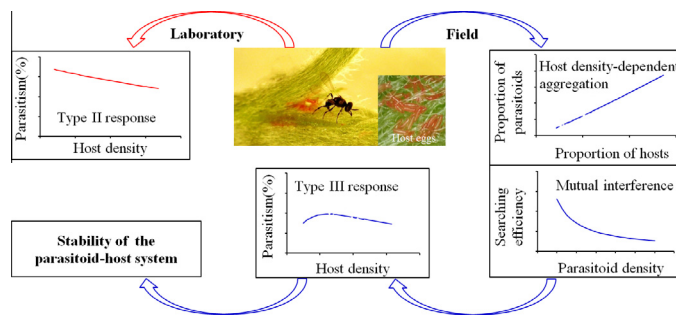 Laboratory
Field
Parasitism(%)
Type II response
Host density
Host eggs
Proportion of
parasitoids
Host density-dependent
aggregation
Proportion of hosts
Parasitism(%)
Type III response
Host density
Searching
efficiency
Mutual interference
Parasitoid density
Stability of the
parasitoid-host system